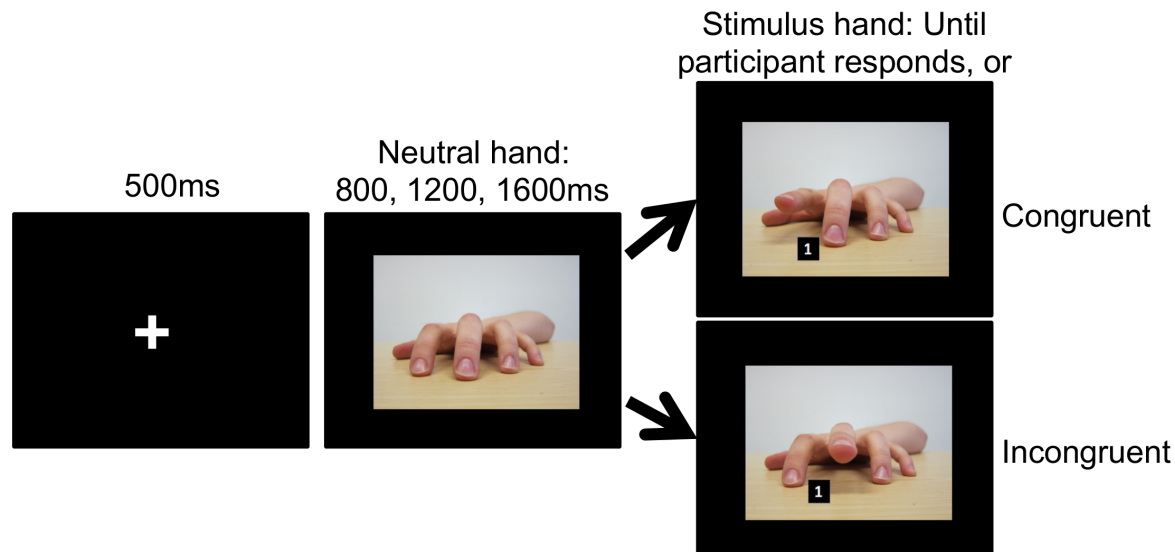 500ms
Neutral hand:
800, 1200, 1600ms
Stimulus hand: Until
participant responds, or
1
Congruent
1
Incongruent